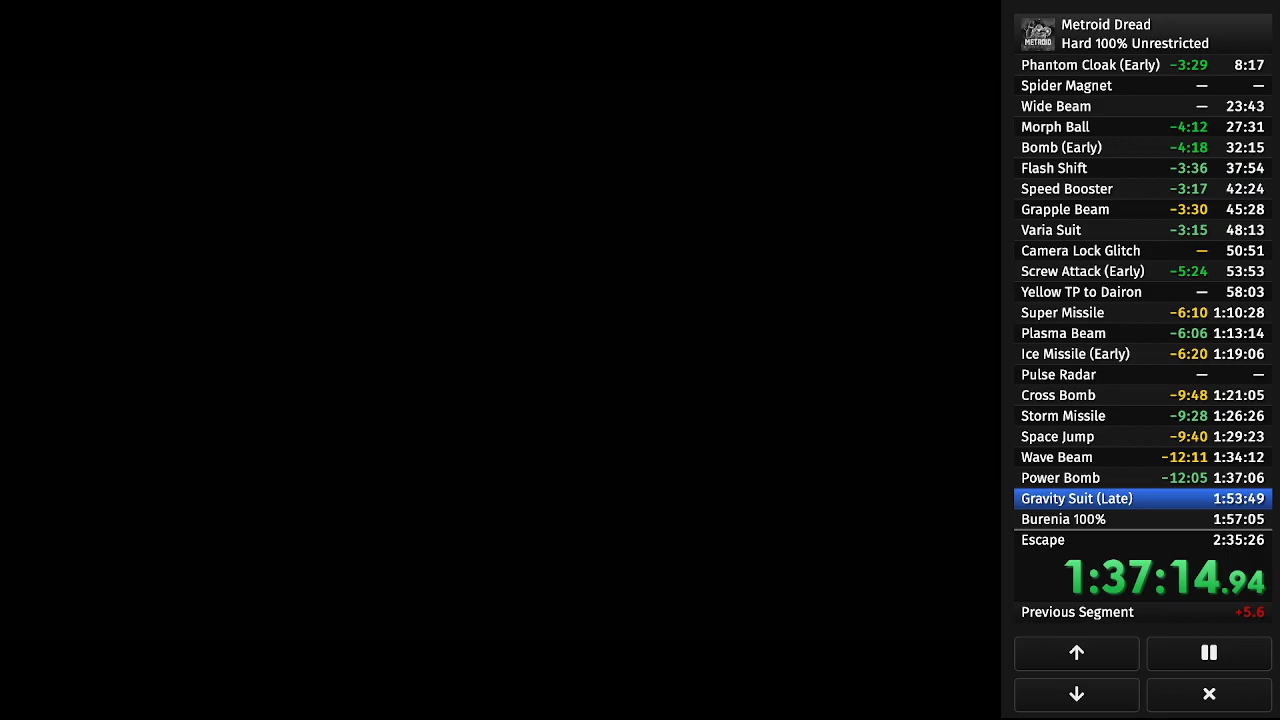 Metroid Dread
Hard 100% Unrestricted
METROID
Phantom Cloak (Early) −3:29 8:17
Spider Magnet — —
Wide Beam — 23:43
Morph Ball −4:12 27:31
Bomb (Early) −4:18 32:15
Flash Shift −3:36 37:54
Speed Booster −3:17 42:24
Grapple Beam −3:30 45:28
Varia Suit −3:15 48:13
Camera Lock Glitch — 50:51
Screw Attack (Early) −5:24 53:53
Yellow TP to Dairon — 58:03
Super Missile −6:10 1:10:28
Plasma Beam −6:06 1:13:14
Ice Missile (Early) −6:20 1:19:06
Pulse Radar — —
Cross Bomb −9:48 1:21:05
Storm Missile −9:28 1:26:26
Space Jump −9:40 1:29:23
Wave Beam −12:11 1:34:12
Power Bomb −12:05 1:37:06
Gravity Suit (Late) 1:53:49
Burenia 100% 1:57:05
Escape 2:35:26
1:37:14.94
Previous Segment +5.6